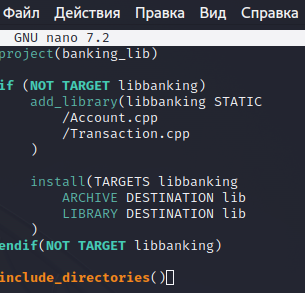 Файл Действия Правка Вид Справка
GNU nano 7.2
project(banking_lib)
if (NOT TARGET libbanking)
add_library(libbanking STATIC
/Account.cpp
/Transaction.cpp
)
install(TARGETS libbanking
ARCHIVE DESTINATION lib
LIBRARY DESTINATION lib
)
endif(NOT TARGET libbanking)
include_directories()